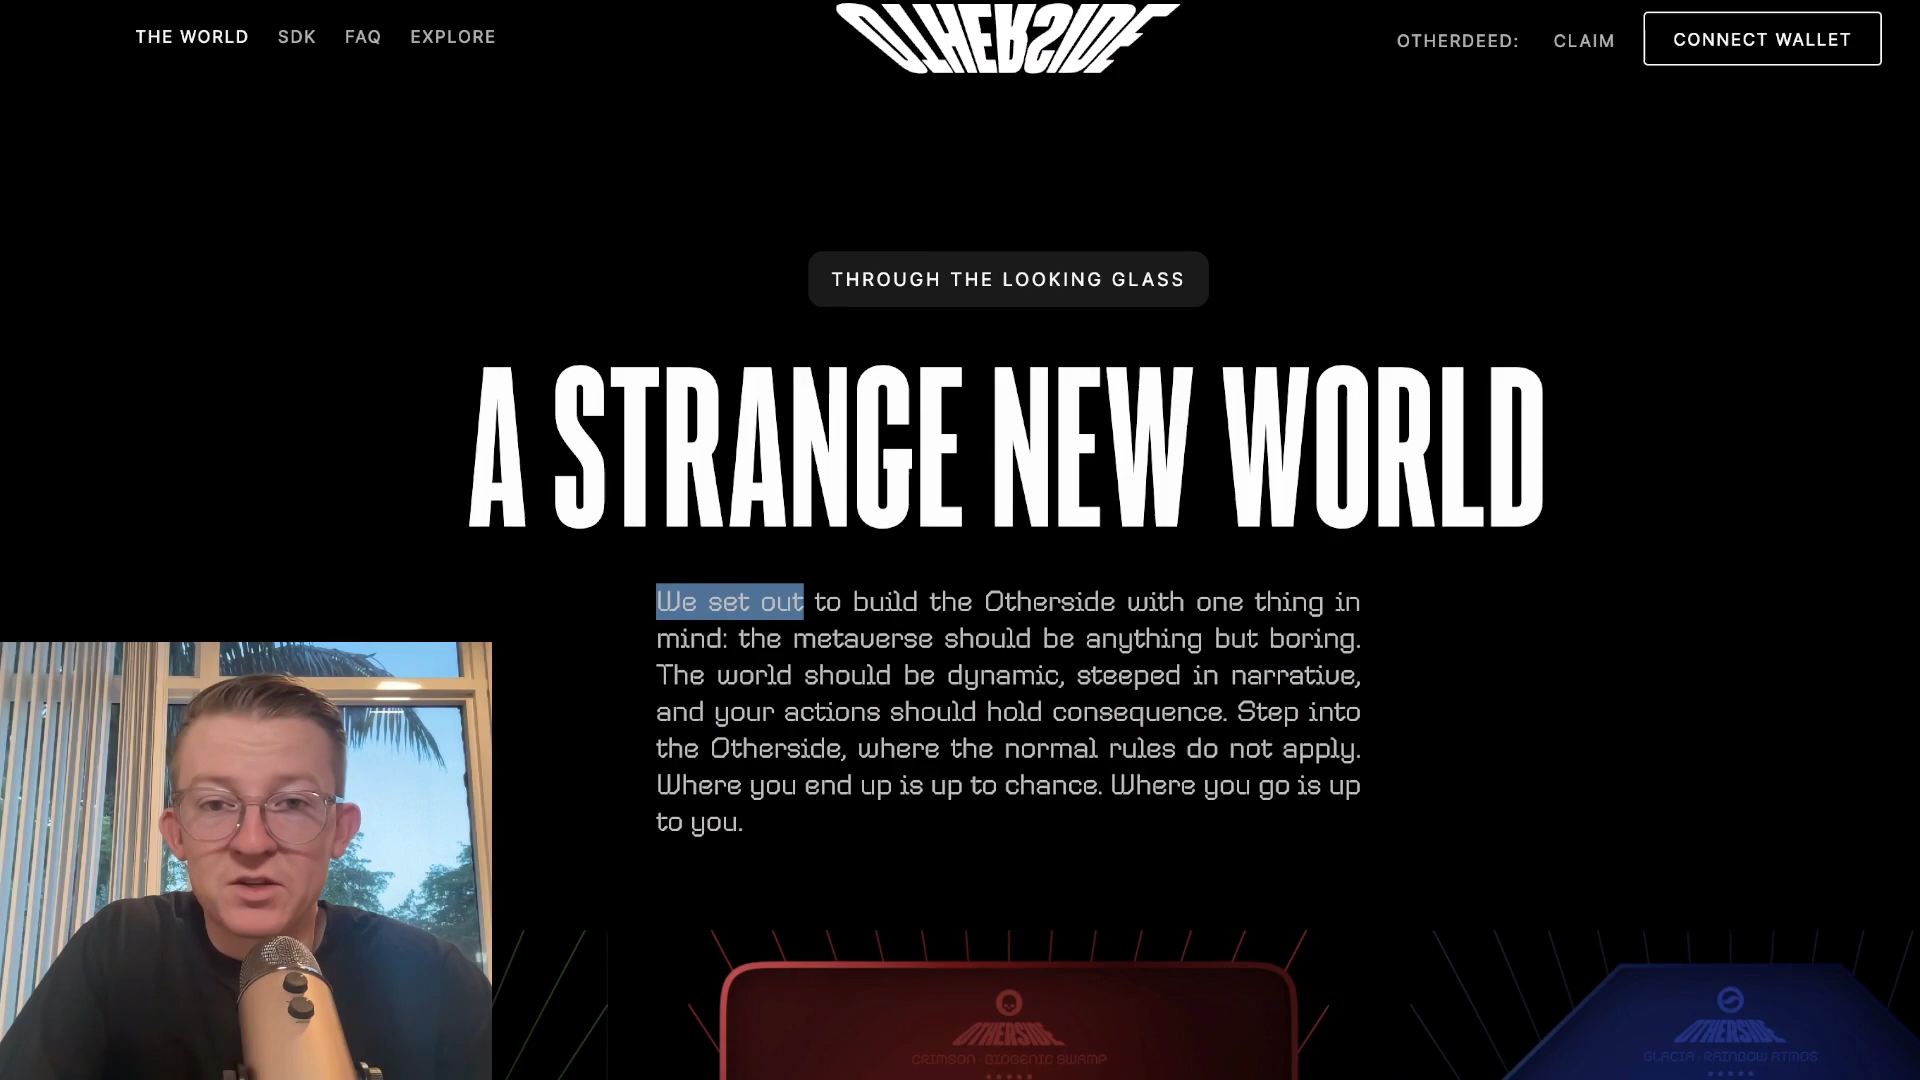 THE WORLD SDK FAQ EXPLORE
OTHERSIDE
OTHERDEED: CLAIM CONNECT WALLET
THROUGH THE LOOKING GLASS
A STRANGE NEW WORLD
We set out to build the Otherside with one thing in
mind: the metaverse should be anything but boring.
The world should be dynamic, steeped in narrative,
and your actions should hold consequence. Step into
the Otherside, where the normal rules do not apply.
Where you end up is up to chance. Where you go is up
to you.
OTHERSIDE
CRIMSON · BIOGENIC SWAMP
OTHERSIDE
GLACIA · RAINBOW ATMOS